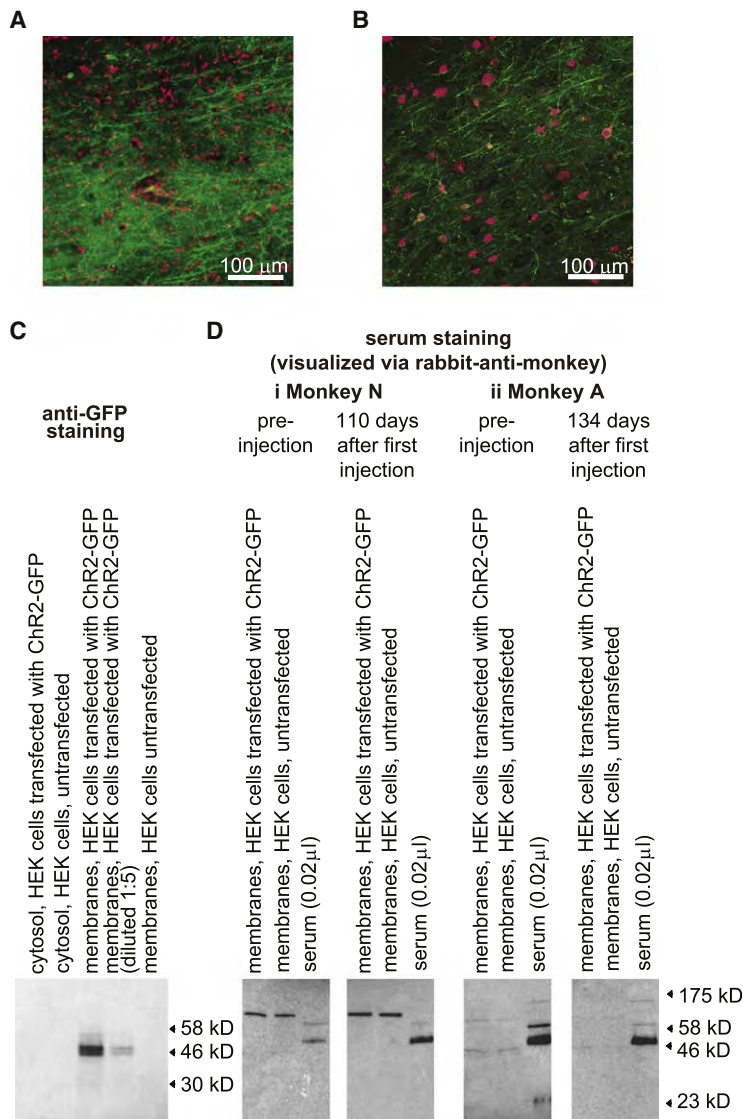 A
B
100 μm
100 μm
C
D
serum staining
(visualized via rabbit-anti-monkey)
i Monkey N
ii Monkey A
anti-GFP
staining
pre-
injection
110 days
after first
injection
pre-
injection
134 days
after first
injection
cytosol, HEK cells transfected with ChR2-GFP
cytosol, HEK cells, untransfected
membranes, HEK cells transfected with ChR2-GFP
membranes, HEK cells transfected with ChR2-GFP
(diluted 1:5)
membranes, HEK cells untransfected
membranes, HEK cells transfected with ChR2-GFP
membranes, HEK cells, untransfected
serum (0.02μl)
membranes, HEK cells transfected with ChR2-GFP
membranes, HEK cells, untransfected
serum (0.02μl)
membranes, HEK cells transfected with ChR2-GFP
membranes, HEK cells, untransfected
serum (0.02μl)
membranes, HEK cells transfected with ChR2-GFP
membranes, HEK cells, untransfected
serum (0.02μl)
58 kD
46 kD
30 kD
175 kD
58 kD
46 kD
23 kD